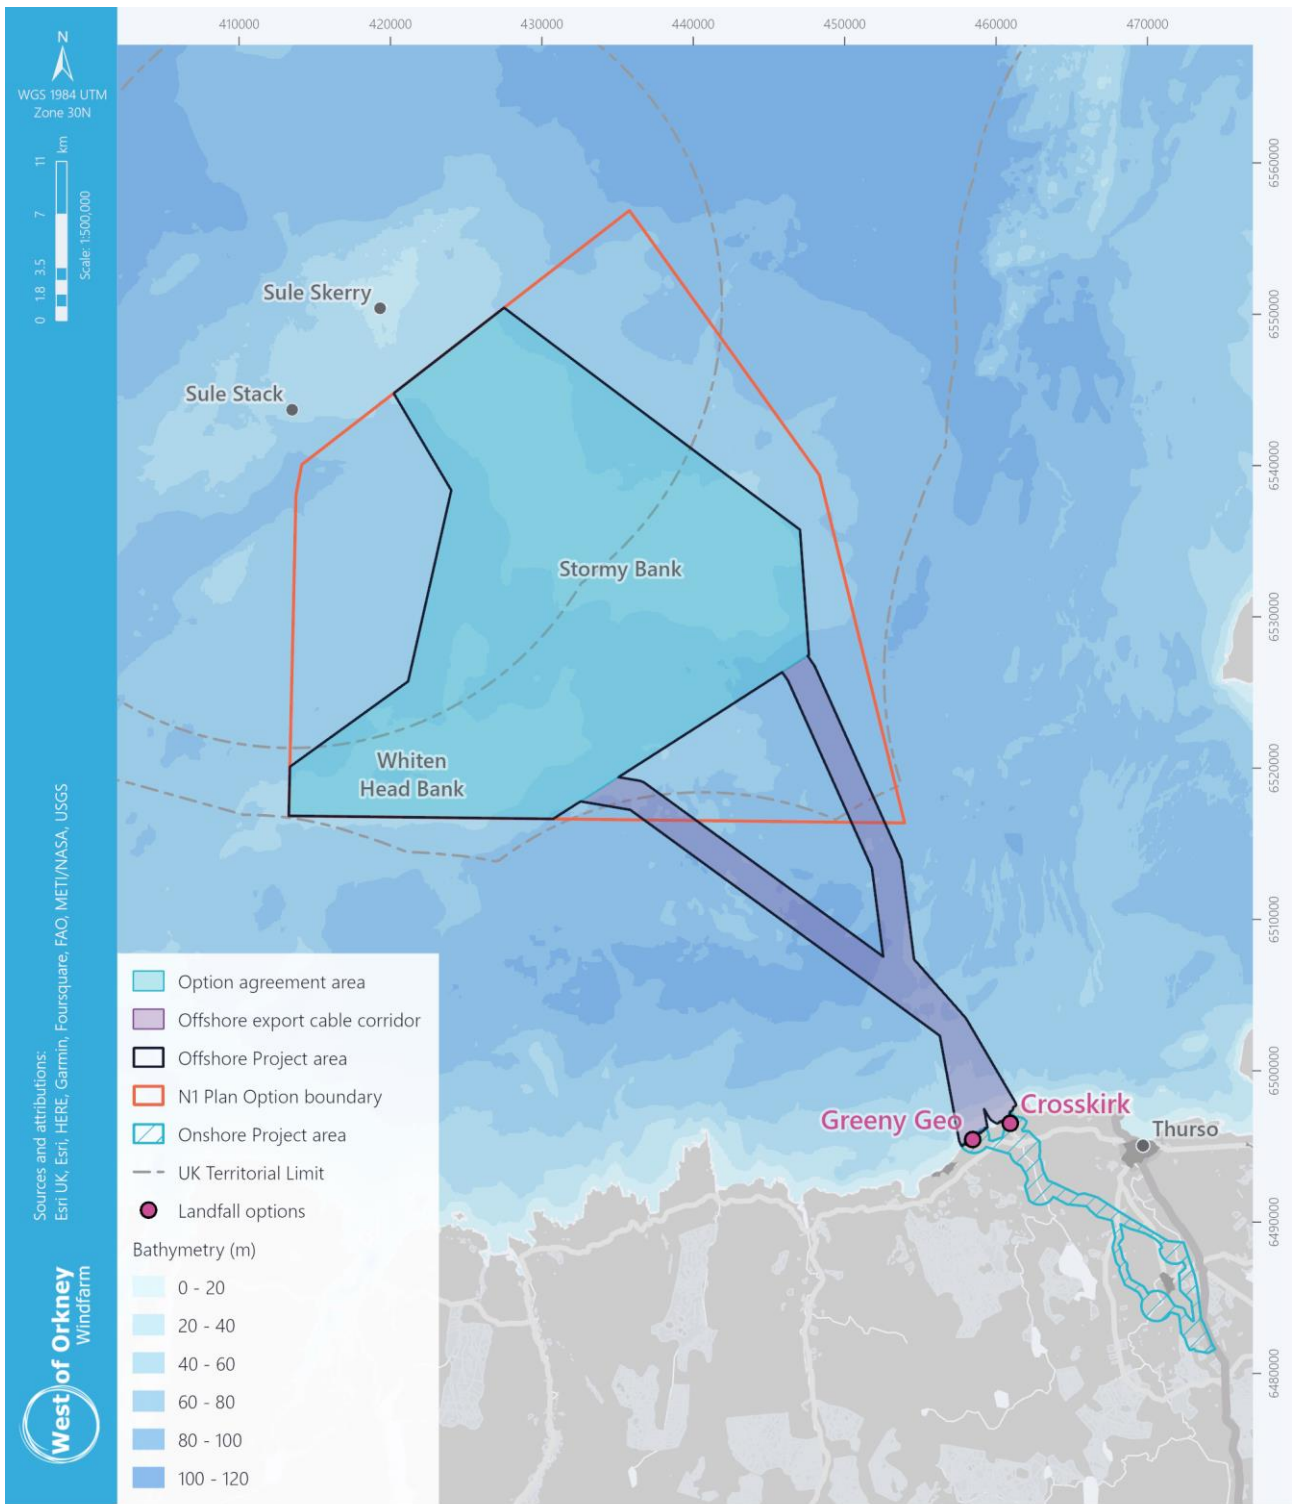 410000 420000 430000 440000 450000 460000 470000
N
WGS 1984 UTM
Zone 30N
0 1.8 3.5 7 11
km
Scale: 1:500,000
6560000
6550000
6540000
6530000
6520000
6510000
6500000
6490000
6480000
Sule Skerry
Sule Stack
Stormy Bank
Whiten
Head Bank
Greeny Geo
Crosskirk
Thurso
Option agreement area
Offshore export cable corridor
Offshore Project area
N1 Plan Option boundary
Onshore Project area
UK Territorial Limit
Landfall options
Bathymetry (m)
0 - 20
20 - 40
40 - 60
60 - 80
80 - 100
100 - 120
Sources and attributions:
Esri UK, Esri, HERE, Garmin, Foursquare, FAO, METI/NASA, USGS
West of Orkney
Windfarm